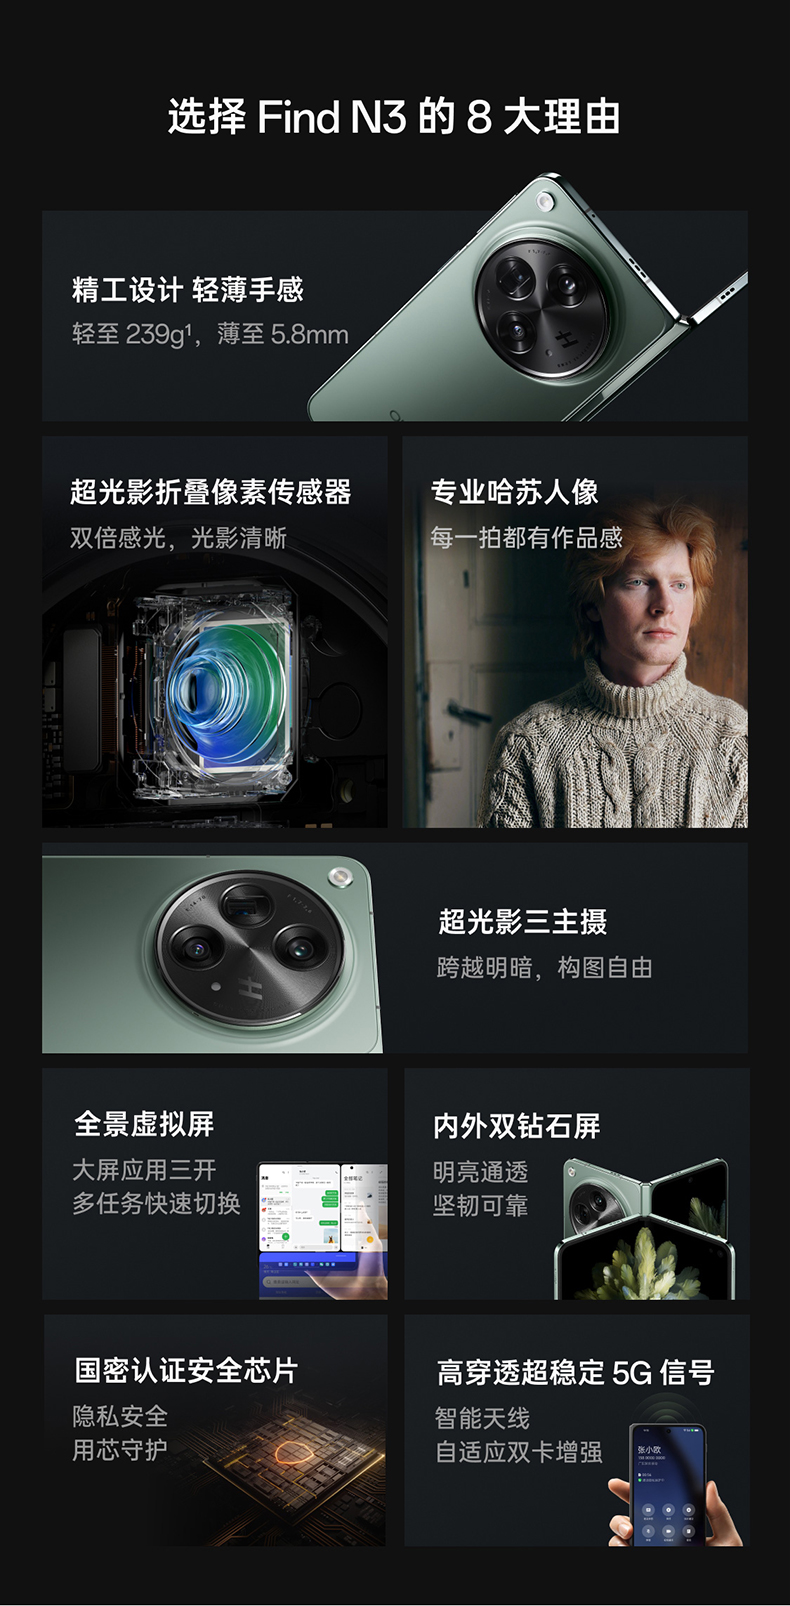 选择 Find N3 的 8 大理由
精工设计 轻薄手感
轻至 239g¹，薄至 5.8mm
超光影折叠像素传感器
双倍感光，光影清晰
专业哈苏人像
每一拍都有作品感
超光影三主摄
跨越明暗，构图自由
全景虚拟屏
大屏应用三开
多任务快速切换
内外双钻石屏
明亮通透
坚韧可靠
国密认证安全芯片
隐私安全
用芯守护
高穿透超稳定 5G 信号
智能天线
自适应双卡增强
张小欧